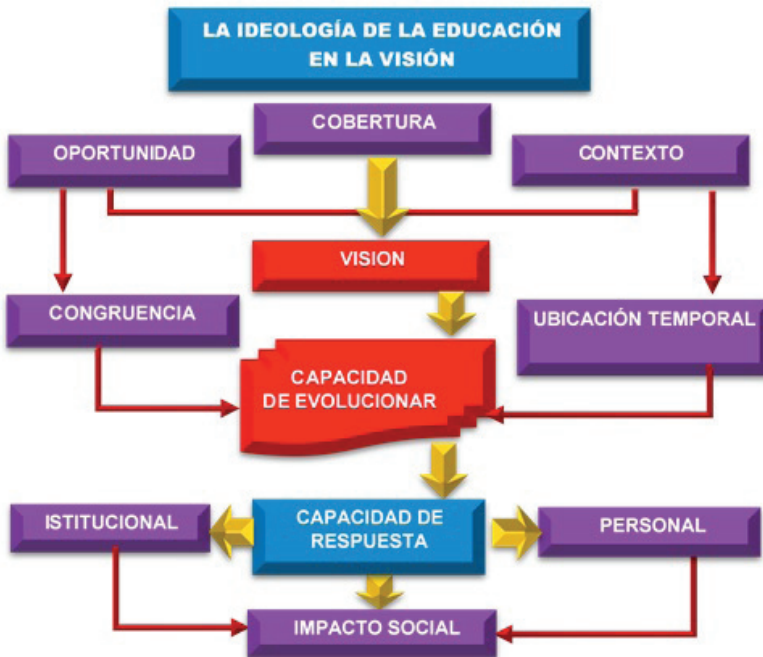 LA IDEOLOGÍA DE LA EDUCACIÓN
EN LA VISIÓN
COBERTURA
OPORTUNIDAD
CONTEXTO
VISION
CONGRUENCIA
UBICACIÓN TEMPORAL
CAPACIDAD
DE EVOLUCIONAR
ISTITUCIONAL
CAPACIDAD DE
RESPUESTA
PERSONAL
IMPACTO SOCIAL